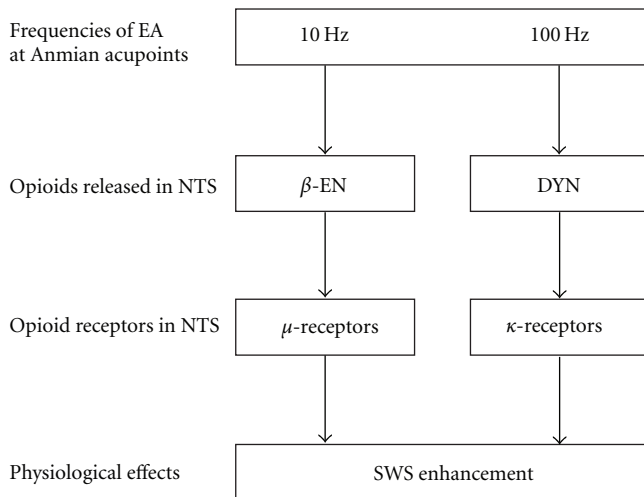 Frequencies of EA
at Anmian acupoints
10 Hz
100 Hz
Opioids released in NTS
β-EN
DYN
Opioid receptors in NTS
μ-receptors
κ-receptors
Physiological effects
SWS enhancement